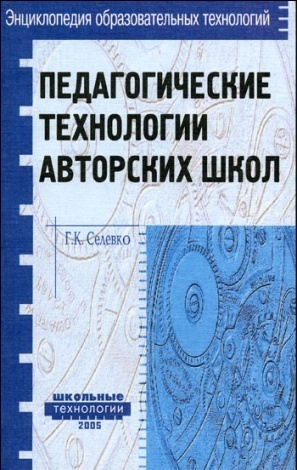 Энциклопедия образовательных технологий
ПЕДАГОГИЧЕСКИЕ
ТЕХНОЛОГИИ
АВТОРСКИХ ШКОЛ
Г.К. Селевко
ШКОЛЬНЫЕ
ТЕХНОЛОГИИ
2005